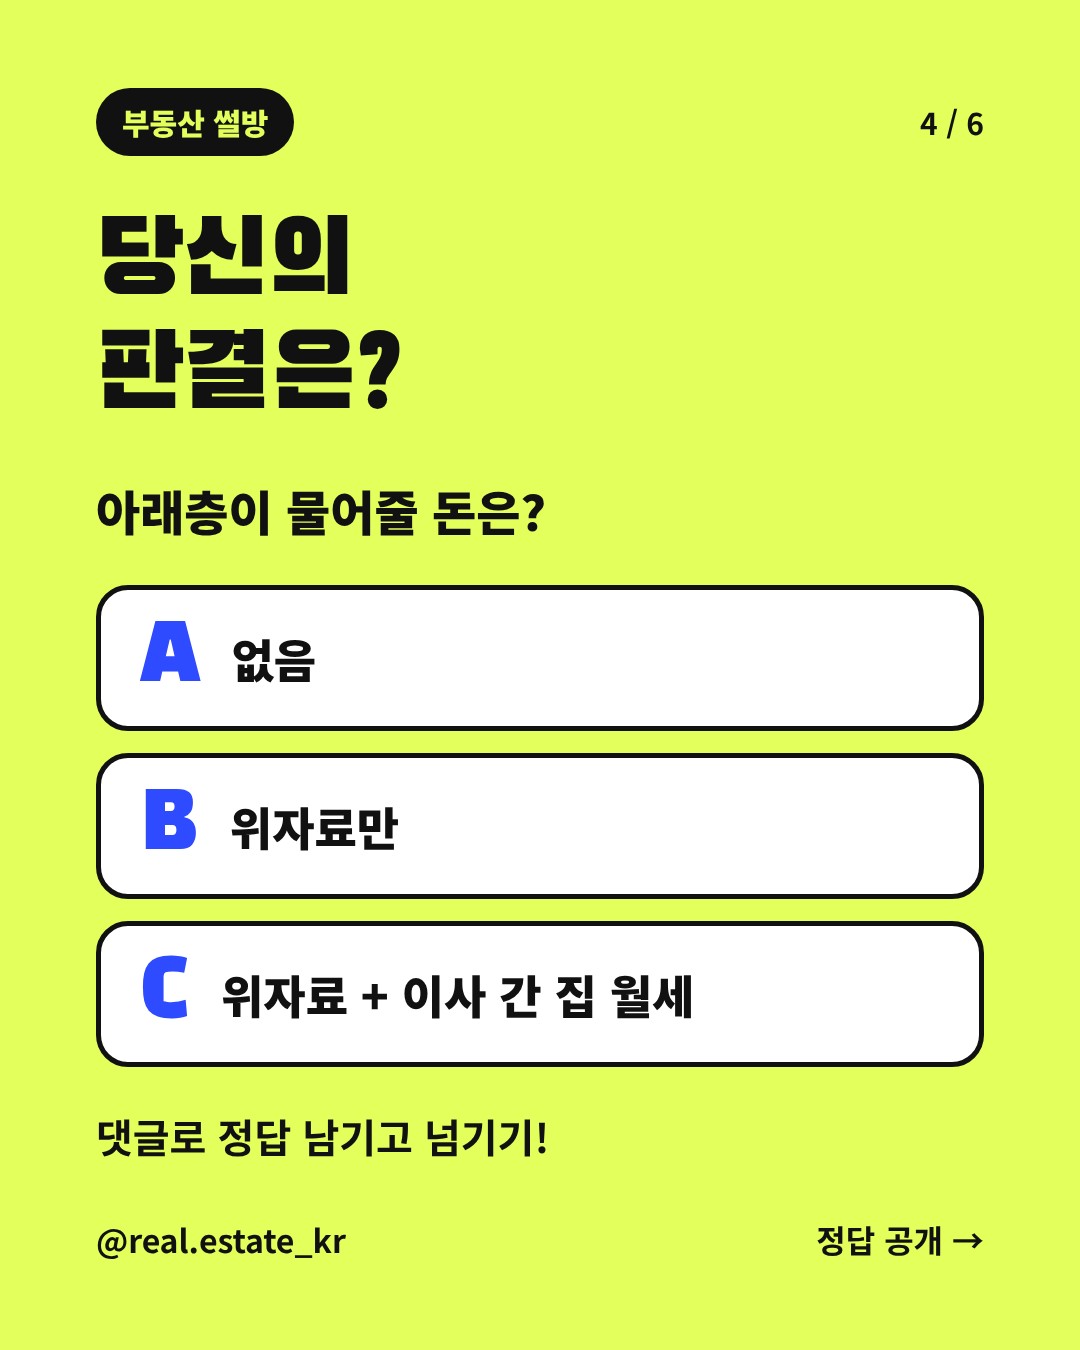 부동산 썰방
4 / 6
당신의
판결은?
아래층이 물어줄 돈은?
A 없음
B 위자료만
C 위자료 + 이사 간 집 월세
댓글로 정답 남기고 넘기기!
@real.estate_kr
정답 공개 →